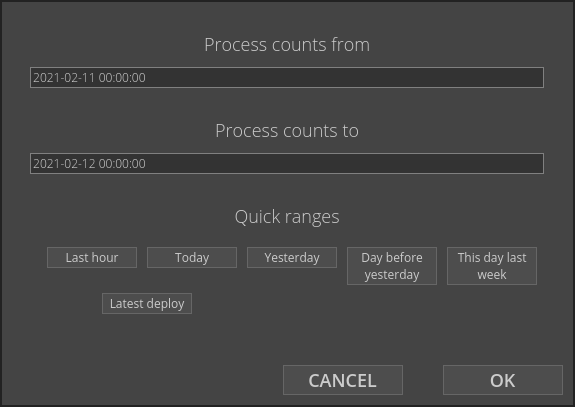 Process counts from
2021-02-11 00:00:00
Process counts to
2021-02-12 00:00:00
Quick ranges
Last hour
Today
Yesterday
Day before
yesterday
This day last
week
Latest deploy
CANCEL
OK